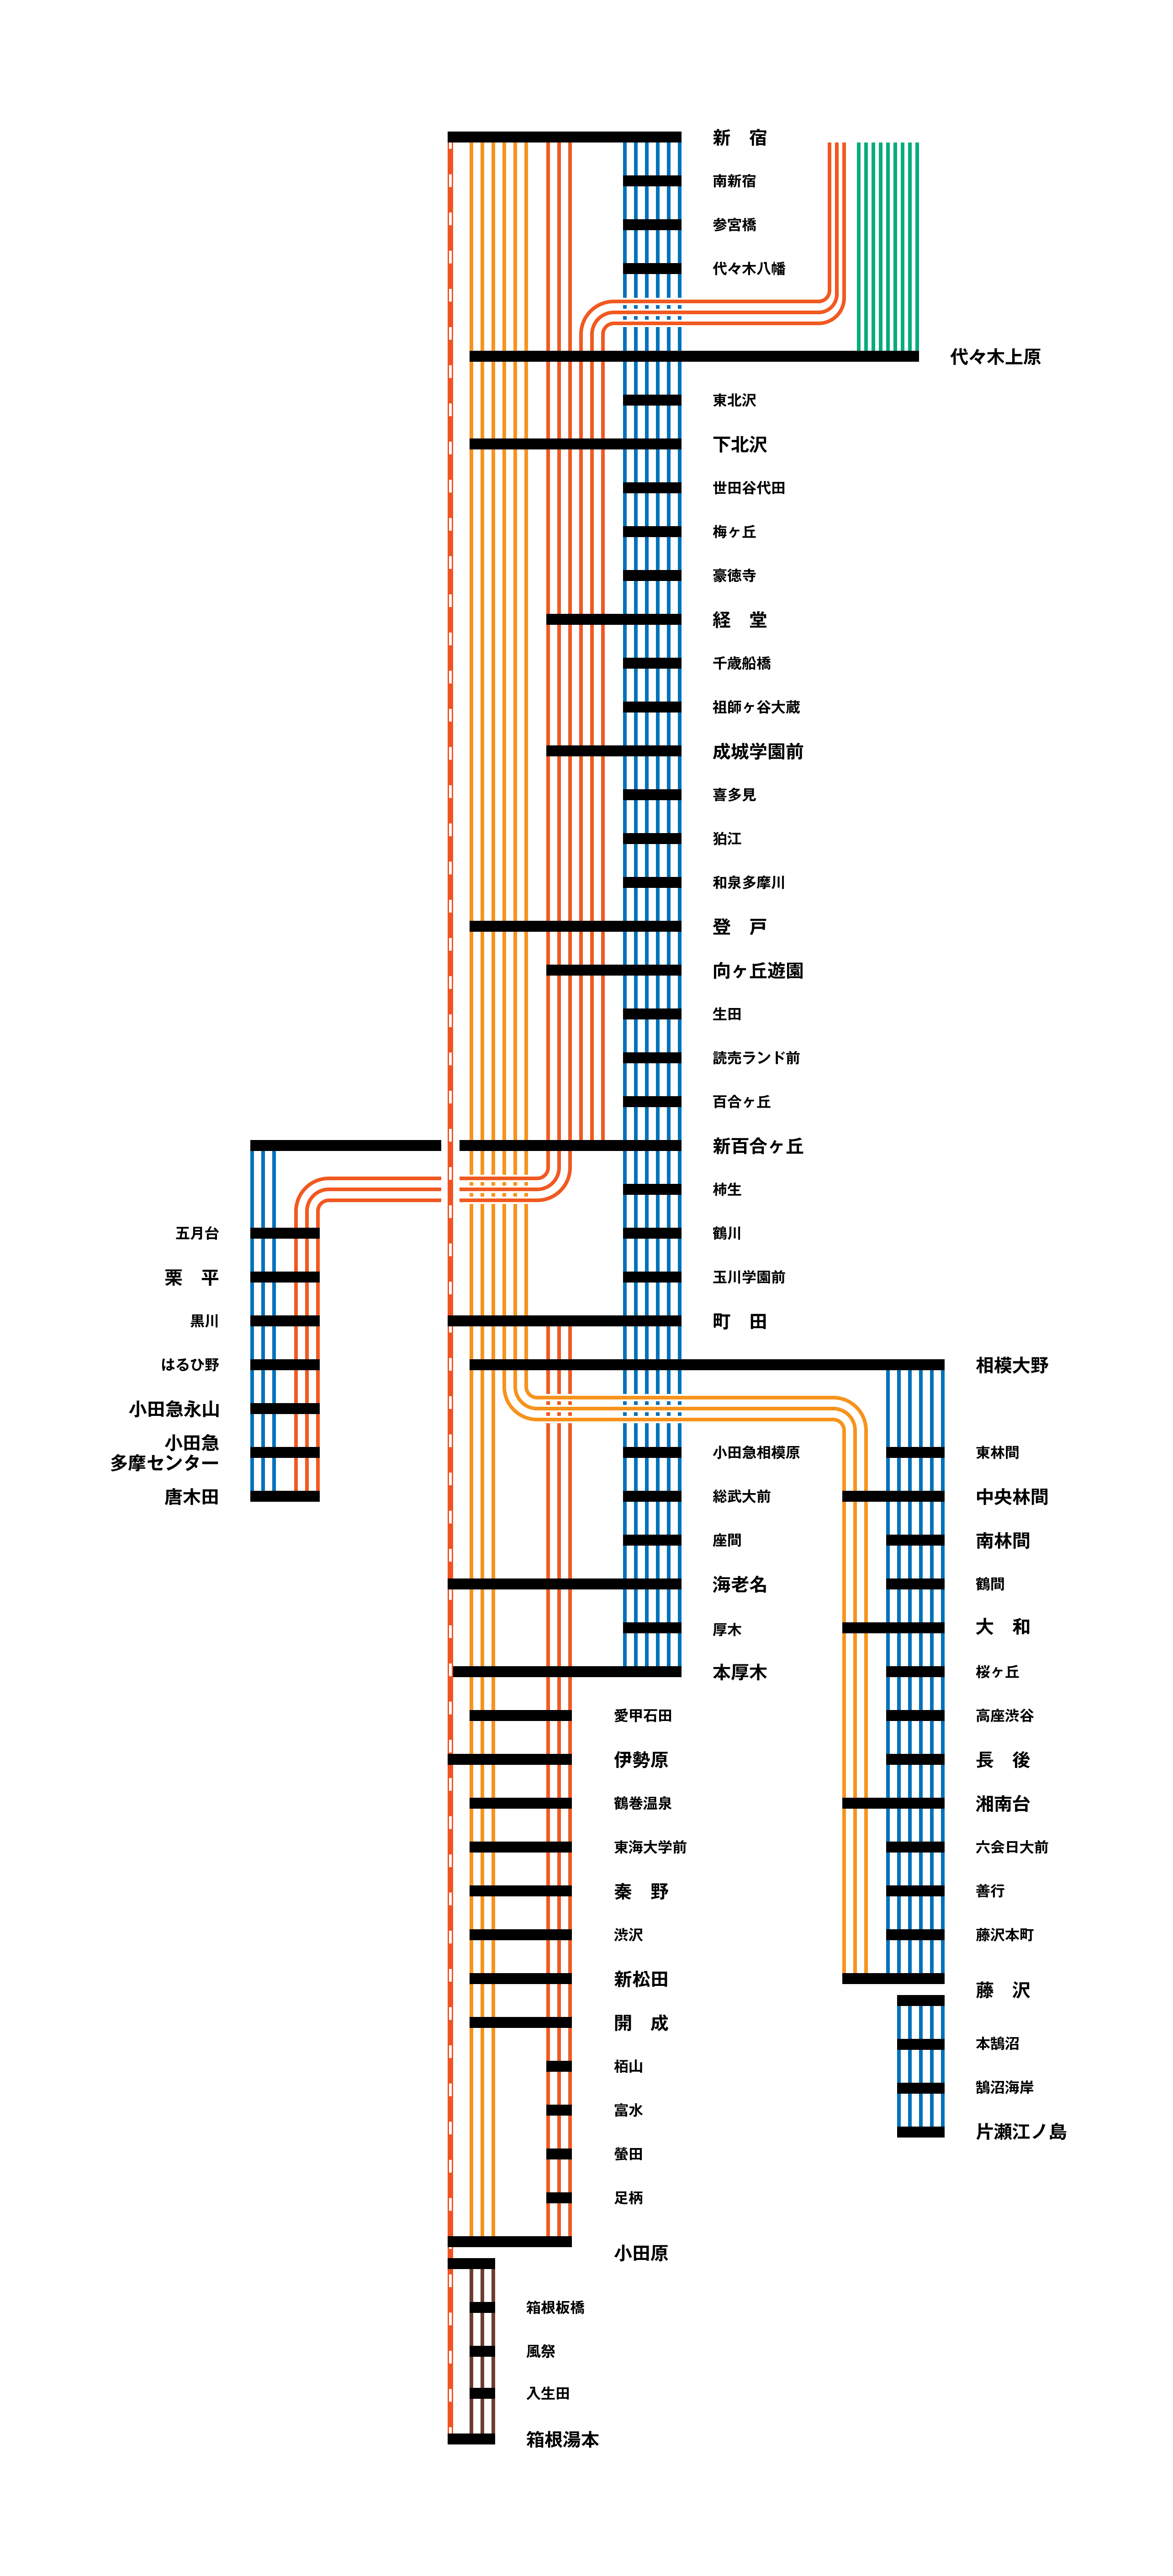 新　宿
南新宿
参宮橋
代々木八幡
代々木上原
東北沢
下北沢
世田谷代田
梅ヶ丘
豪徳寺
経　堂
千歳船橋
祖師ヶ谷大蔵
成城学園前
喜多見
狛江
和泉多摩川
登　戸
向ヶ丘遊園
生田
読売ランド前
百合ヶ丘
新百合ヶ丘
柿生
鶴川
玉川学園前
町　田
五月台
栗　平
黒川
はるひ野
小田急永山
小田急
多摩センター
唐木田
相模大野
小田急相模原
総武大前
座間
海老名
厚木
本厚木
東林間
中央林間
南林間
鶴間
大　和
桜ヶ丘
高座渋谷
長　後
湘南台
六会日大前
善行
藤沢本町
藤　沢
本鵠沼
鵠沼海岸
片瀬江ノ島
愛甲石田
伊勢原
鶴巻温泉
東海大学前
秦　野
渋沢
新松田
開　成
栢山
富水
螢田
足柄
小田原
箱根板橋
風祭
入生田
箱根湯本